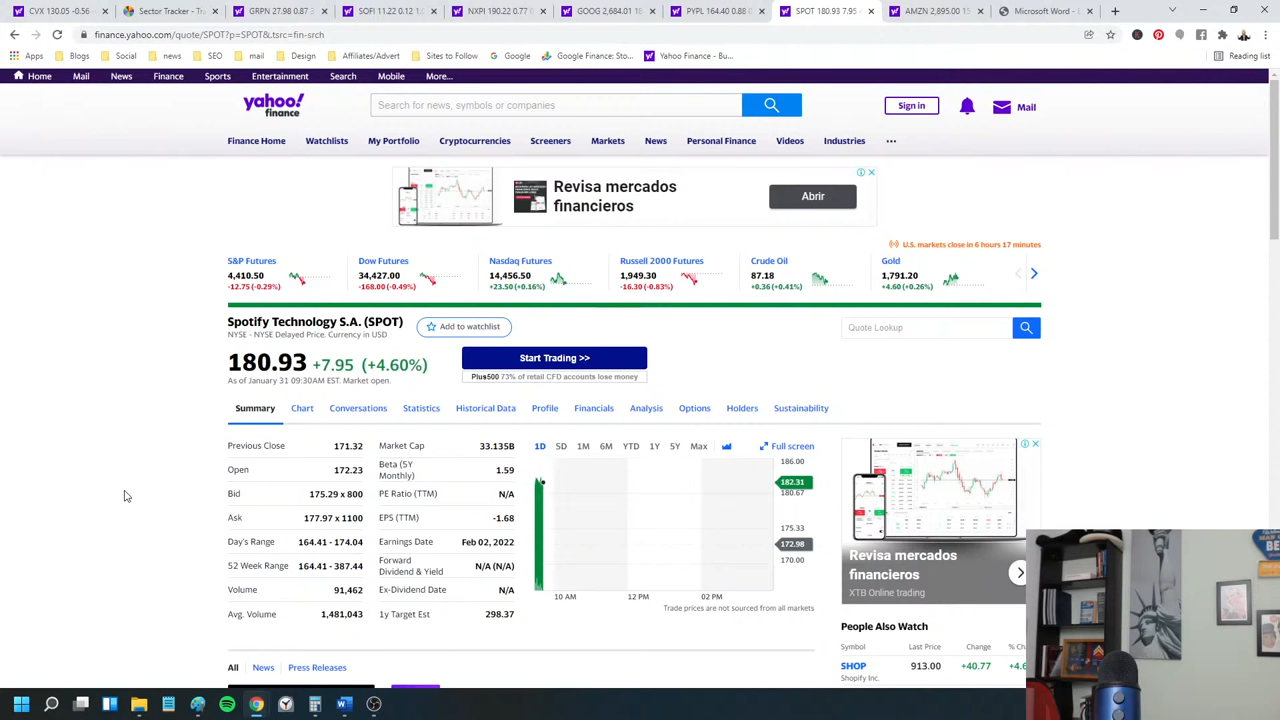 CVX 130.05 -0.56
Sector Tracker -
GRPN 27.98 0.87
SOFI 11.22 0.12
NXPI 190.22 0.77
GOOG 2,684.01 18
PYPL 164.40 0.88
SPOT 180.93 7.95
AMZN 2,895.00 15
Microsoft Word -
finance.yahoo.com/quote/SPOT?p=SPOT&.tsrc=fin-srch
Apps
Blogs
Social
news
SEO
mail
Design
Affiliates/Advert
Sites to Follow
Google
Google Finance: Sto...
Yahoo Finance - Bu...
Reading list
Home
Mail
News
Finance
Sports
Entertainment
Search
Mobile
More...
yahoo!
finance
Search for news, symbols or companies
Sign in
Mail
Finance Home
Watchlists
My Portfolio
Cryptocurrencies
Screeners
Markets
News
Personal Finance
Videos
Industries
Revisa mercados
financieros
Abrir
U.S. markets close in 6 hours 17 minutes
S&P Futures
4,410.50
-12.75 (-0.29%)
Dow Futures
34,427.00
-168.00 (-0.49%)
Nasdaq Futures
14,456.50
+23.50 (+0.16%)
Russell 2000 Futures
1,949.30
-16.30 (-0.83%)
Crude Oil
87.18
+0.36 (+0.41%)
Gold
1,791.20
+4.60 (+0.26%)
Spotify Technology S.A. (SPOT)
NYSE - NYSE Delayed Price. Currency in USD
Add to watchlist
Quote Lookup
180.93 +7.95 (+4.60%)
As of January 31 09:30AM EST. Market open.
Start Trading >>
Plus500 73% of retail CFD accounts lose money
Summary
Chart
Conversations
Statistics
Historical Data
Profile
Financials
Analysis
Options
Holders
Sustainability
Previous Close 171.32
Open 172.23
Bid 175.29 x 800
Ask 177.97 x 1100
Day's Range 164.41 - 174.04
52 Week Range 164.41 - 387.44
Volume 91,462
Avg. Volume 1,481,043
Market Cap 33.135B
Beta (5Y
Monthly) 1.59
PE Ratio (TTM) N/A
EPS (TTM) -1.68
Earnings Date Feb 02, 2022
Forward
Dividend & Yield N/A (N/A)
Ex-Dividend Date N/A
1y Target Est 298.37
1D 5D 1M 6M YTD 1Y 5Y Max
Full screen
186.00
182.31
180.67
175.33
172.98
170.00
10 AM
12 PM
02 PM
Trade prices are not sourced from all markets
Revisa mercados
financieros
XTB Online trading
People Also Watch
Symbol Last Price Change % Ch
SHOP 913.00 +40.77 +4.6
Shopify Inc.
All
News
Press Releases